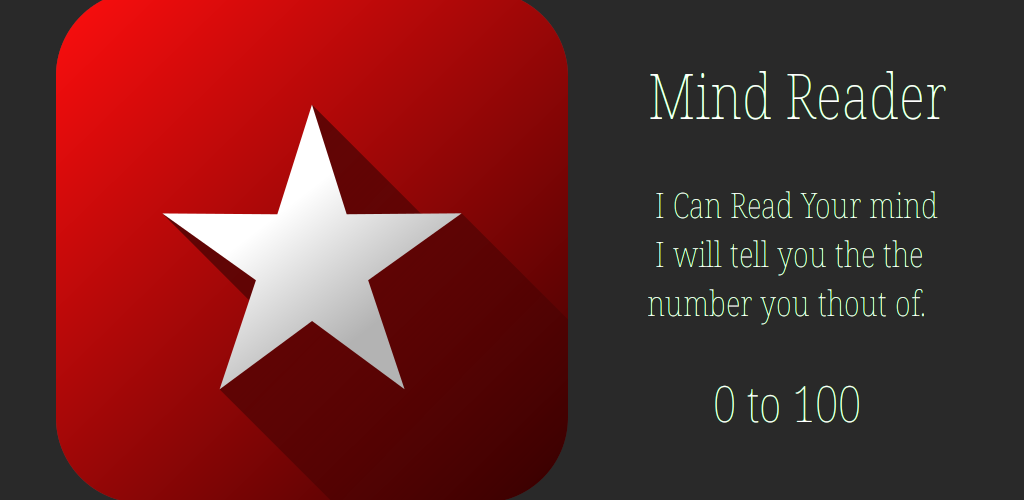 Mind Reader
I Can Read Your mind
I will tell you the the
number you thout of.
0 to 100